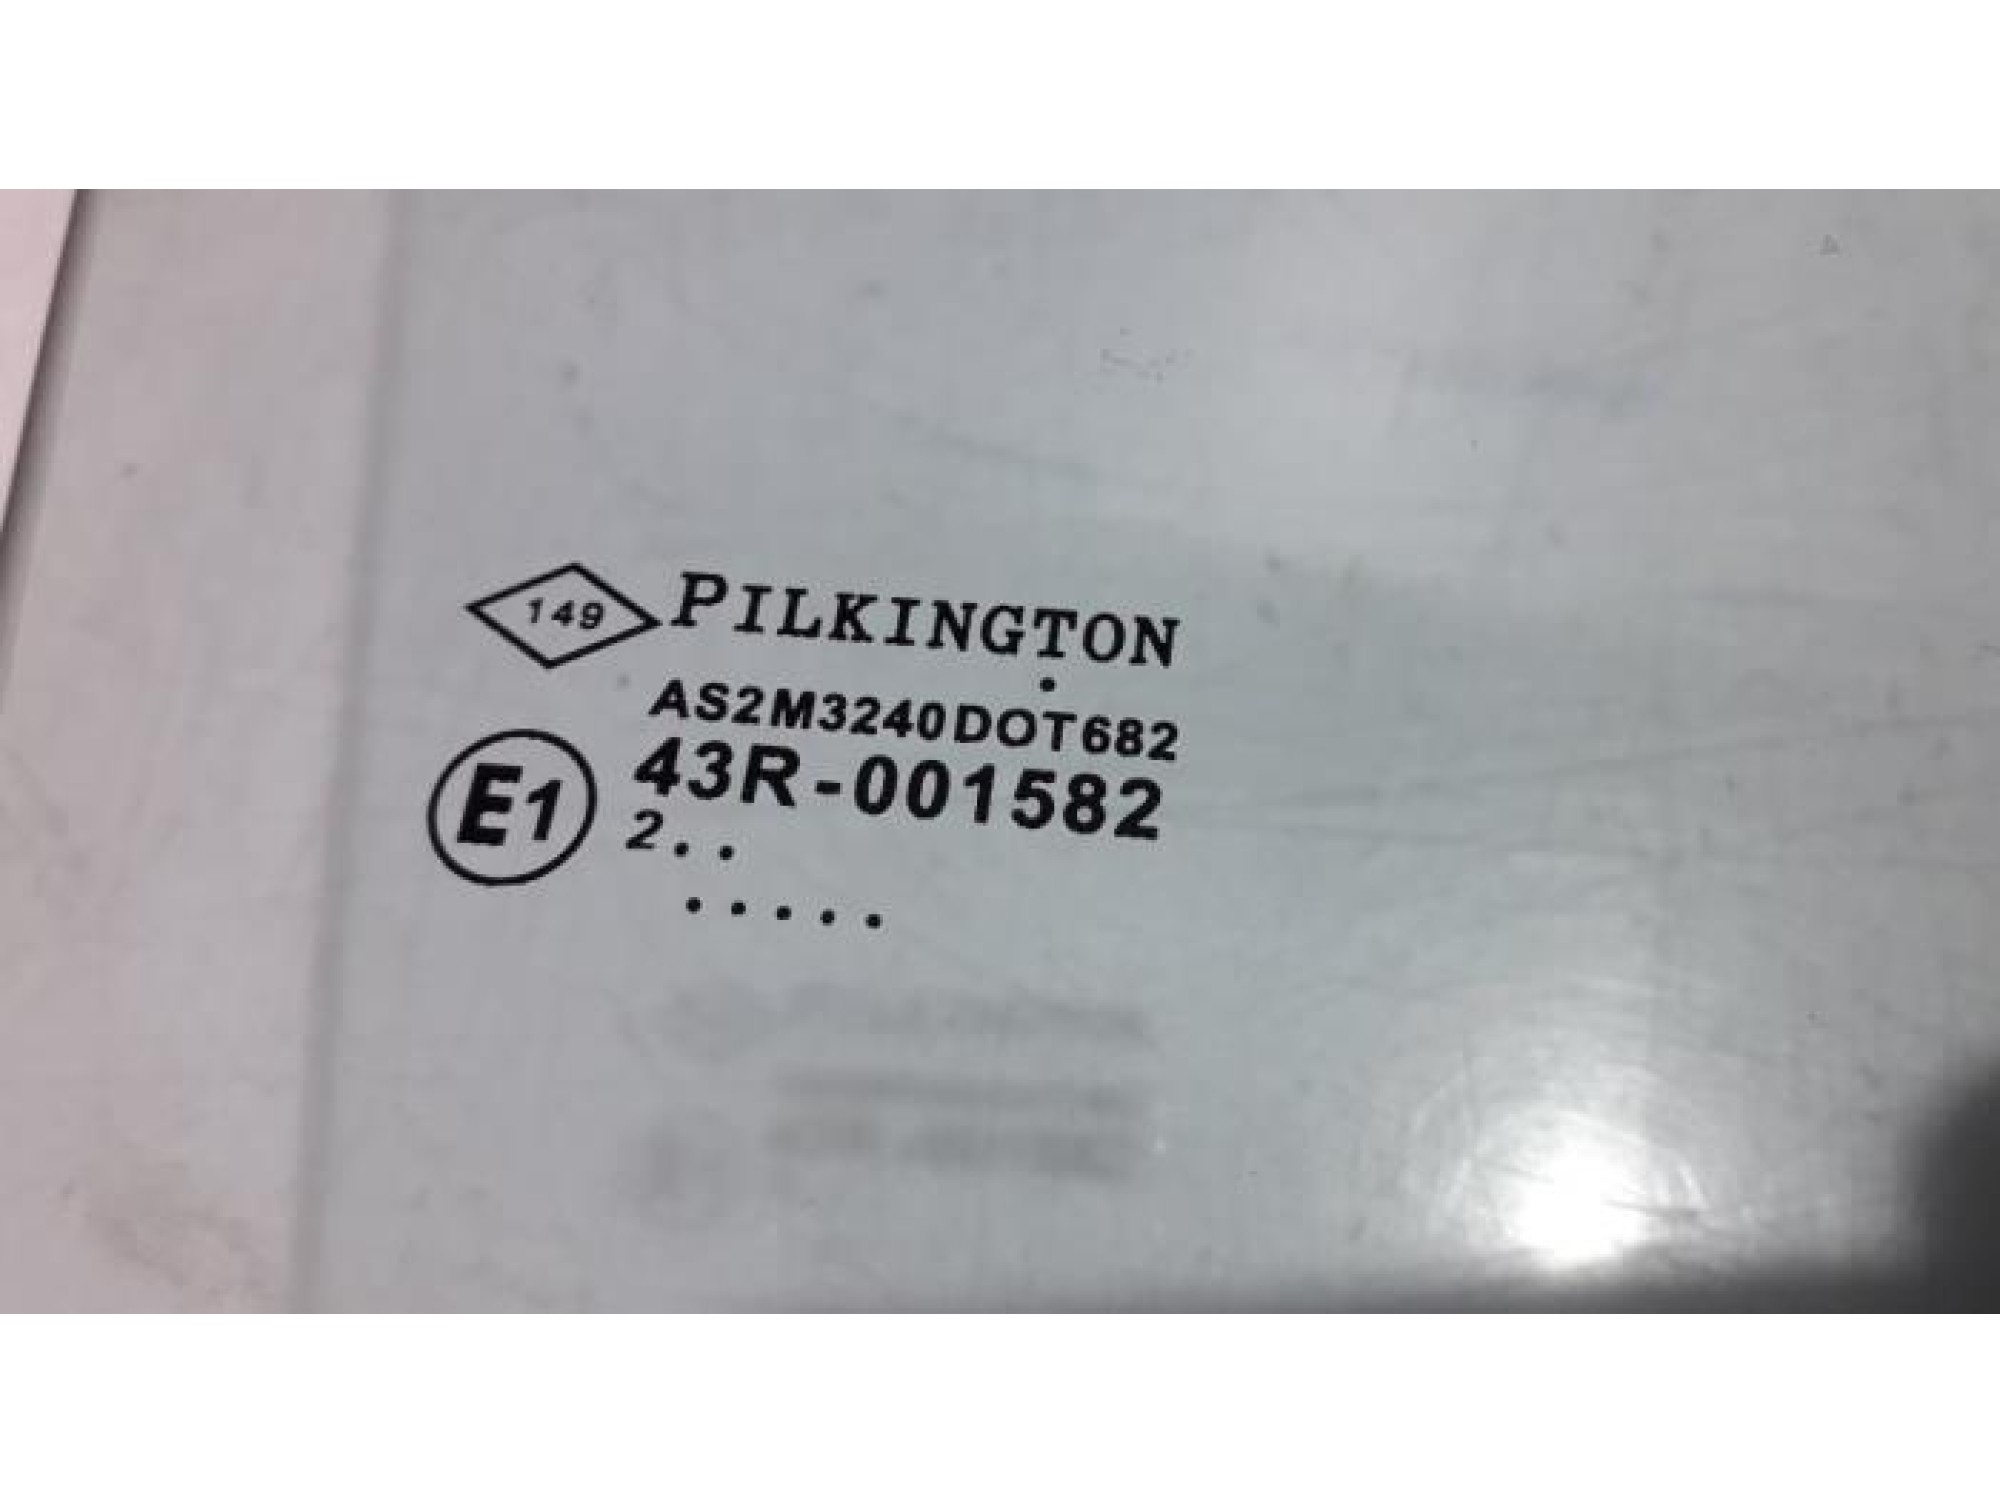 149 PILKINGTON
AS2M3240DOT682
E1 43R-001582
2..
.....